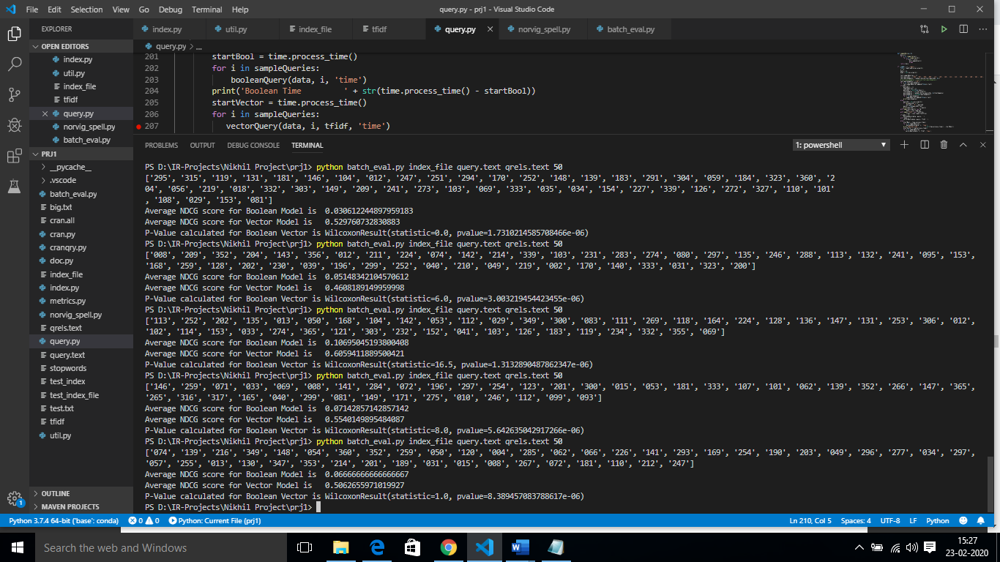 File Edit Selection View Go Debug Terminal Help
query.py - prj1 - Visual Studio Code
EXPLORER
OPEN EDITORS
index.py
util.py
index_file
tfidf
query.py
norvig_spell.py
batch_eval.py
PRJ1
__pycache__
.vscode
batch_eval.py
big.txt
cran.all
cran.py
cranqry.py
doc.py
index_file
index.py
metrics.py
norvig_spell.py
qrels.text
query.py
query.text
stopwords
test_index
test_index_file
test.txt
tfidf
util.py
OUTLINE
MAVEN PROJECTS
index.py util.py index_file tfidf query.py norvig_spell.py batch_eval.py
query.py > ...
201 startBool = time.process_time()
202 for i in sampleQueries:
203 booleanQuery(data, i, 'time')
204 print('Boolean Time ' + str(time.process_time() - startBool))
205 startVector = time.process_time()
206 for i in sampleQueries:
207 vectorQuery(data, i, tfidf, 'time')
PROBLEMS OUTPUT DEBUG CONSOLE TERMINAL 1: powershell
PS D:\IR-Projects\Nikhil Project\prj1> python batch_eval.py index_file query.text qrels.text 50
['295', '315', '119', '131', '181', '146', '104', '012', '247', '251', '294', '170', '252', '148', '139', '183', '291', '304', '059', '184', '323', '360', '2
04', '056', '219', '018', '332', '303', '149', '209', '241', '273', '103', '069', '333', '035', '034', '154', '227', '339', '126', '272', '327', '110', '101'
, '108', '029', '153', '081']
Average NDCG score for Boolean Model is 0.030612244897959183
Average NDCG score for Vector Model is 0.529760732830883
P-Value calculated for Boolean Vector is WilcoxonResult(statistic=0.0, pvalue=1.7310214585708466e-06)
PS D:\IR-Projects\Nikhil Project\prj1> python batch_eval.py index_file query.text qrels.text 50
['008', '209', '352', '204', '143', '356', '012', '211', '224', '074', '142', '214', '339', '103', '231', '283', '274', '080', '297', '135', '246', '288', '113', '132', '241', '095', '153',
'168', '259', '128', '202', '230', '039', '196', '299', '252', '040', '210', '049', '219', '002', '170', '140', '333', '031', '323', '200']
Average NDCG score for Boolean Model is 0.05148342104570612
Average NDCG score for Vector Model is 0.4608189149959998
P-Value calculated for Boolean Vector is WilcoxonResult(statistic=6.0, pvalue=3.003219454423455e-06)
PS D:\IR-Projects\Nikhil Project\prj1> python batch_eval.py index_file query.text qrels.text 50
['113', '252', '202', '135', '013', '050', '168', '104', '142', '053', '112', '029', '349', '300', '083', '111', '269', '118', '164', '224', '128', '136', '147', '131', '253', '306', '012',
'102', '114', '153', '033', '274', '365', '121', '303', '232', '152', '041', '103', '126', '183', '119', '234', '332', '355', '069']
Average NDCG score for Boolean Model is 0.10695045193800408
Average NDCG score for Vector Model is 0.6059411889500421
P-Value calculated for Boolean Vector is WilcoxonResult(statistic=16.5, pvalue=1.3132890487862347e-06)
PS D:\IR-Projects\Nikhil Project\prj1> python batch_eval.py index_file query.text qrels.text 50
['146', '259', '071', '033', '069', '008', '141', '284', '072', '196', '297', '254', '123', '201', '300', '015', '053', '181', '333', '107', '101', '062', '139', '352', '266', '147', '365',
'265', '316', '317', '165', '040', '299', '081', '149', '171', '275', '010', '246', '112', '099', '093']
Average NDCG score for Boolean Model is 0.07142857142857142
Average NDCG score for Vector Model is 0.5540149895484087
P-Value calculated for Boolean Vector is WilcoxonResult(statistic=8.0, pvalue=5.642635042917266e-06)
PS D:\IR-Projects\Nikhil Project\prj1> python batch_eval.py index_file query.text qrels.text 50
['074', '139', '216', '349', '148', '054', '360', '352', '259', '050', '120', '004', '285', '062', '066', '226', '141', '293', '169', '254', '190', '203', '049', '296', '277', '034', '297',
'057', '255', '013', '130', '347', '353', '214', '201', '189', '031', '015', '008', '267', '072', '181', '110', '212', '247']
Average NDCG score for Boolean Model is 0.06666666666666667
Average NDCG score for Vector Model is 0.5062655971019927
P-Value calculated for Boolean Vector is WilcoxonResult(statistic=1.0, pvalue=8.389457083788617e-06)
PS D:\IR-Projects\Nikhil Project\prj1>
1
Python 3.7.4 64-bit ('base': conda) 0 0 Python: Current File (prj1) Ln 210, Col 5 Spaces: 4 UTF-8 LF Python
Search the web and Windows
15:27
23-02-2020